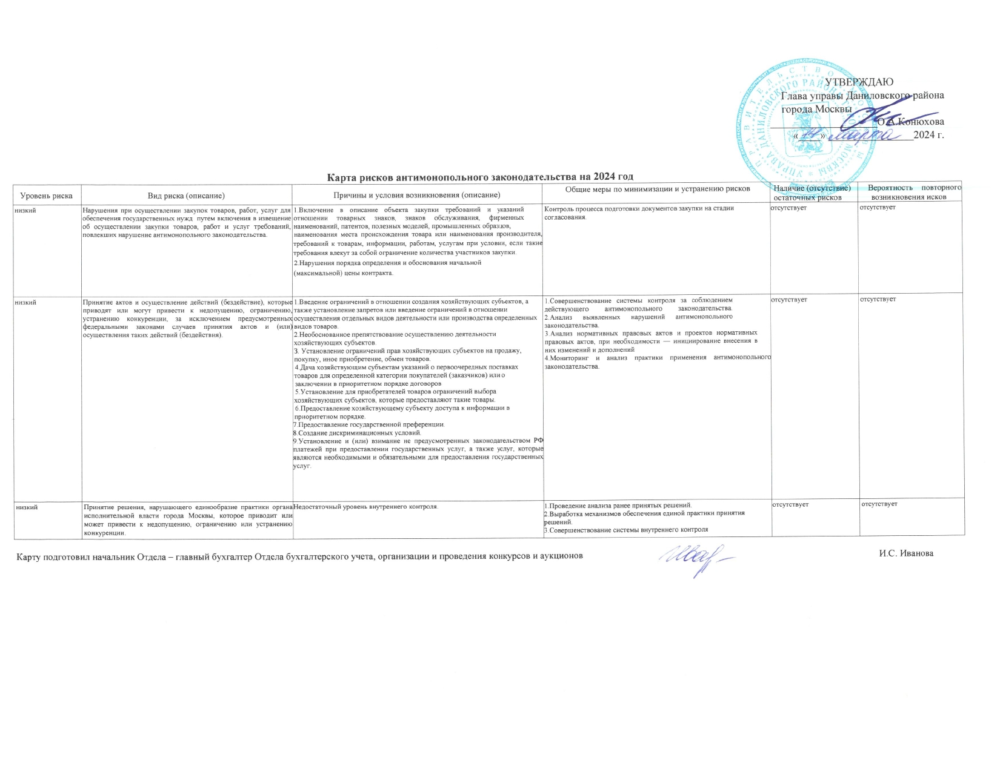 УТВЕРЖДАЮ
Глава управы Даниловского района
города Москвы
О.А.Конюхова
« » марта 2024 г.
ПРАВИТЕЛЬСТВО МОСКВЫ
УПРАВА ДАНИЛОВСКОГО РАЙОНА ГОРОДА МОСКВЫ
Карта рисков антимонопольного законодательства на 2024 год
Уровень риска
Вид риска (описание)
Причины и условия возникновения (описание)
Общие меры по минимизации и устранению рисков
Наличие (отсутствие)
остаточных рисков
Вероятность повторного
возникновения исков
низкий
Нарушения при осуществлении закупок товаров, работ, услуг для
обеспечения государственных нужд путем включения в извещение
об осуществлении закупки товаров, работ и услуг требований,
повлекших нарушение антимонопольного законодательства.
1.Включение в описание объекта закупки требований и указаний
отношении товарных знаков, знаков обслуживания, фирменных
наименований, патентов, полезных моделей, промышленных образцов,
наименования места происхождения товара или наименования производителя,
требований к товарам, информации, работам, услугам при условии, если такие
требования влекут за собой ограничение количества участников закупки.
2.Нарушения порядка определения и обоснования начальной
(максимальной) цены контракта.
Контроль процесса подготовки документов закупки на стадии
согласования.
отсутствует
отсутствует
низкий
Принятие актов и осуществление действий (бездействие), которые
приводят или могут привести к недопущению, ограничению,
устранению конкуренции, за исключением предусмотренных
федеральными законами случаев принятия актов и (или)
осуществления таких действий (бездействия).
1.Введение ограничений в отношении создания хозяйствующих субъектов, а
также установление запретов или введение ограничений в отношении
осуществления отдельных видов деятельности или производства определенных
видов товаров.
2.Необоснованное препятствование осуществлению деятельности
хозяйствующих субъектов.
3. Установление ограничений прав хозяйствующих субъектов на продажу,
покупку, иное приобретение, обмен товаров.
4.Дача хозяйствующим субъектам указаний о первоочередных поставках
товаров для определенной категории покупателей (заказчиков) или о
заключении в приоритетном порядке договоров
5.Установление для приобретателей товаров ограничений выбора
хозяйствующих субъектов, которые предоставляют такие товары.
6.Предоставление хозяйствующему субъекту доступа к информации в
приоритетном порядке.
7.Предоставление государственной преференции.
8.Создание дискриминационных условий.
9.Установление и (или) взимание не предусмотренных законодательством РФ
платежей при предоставлении государственных услуг, а также услуг, которые
являются необходимыми и обязательными для предоставления государственных
услуг.
1.Совершенствование системы контроля за соблюдением
действующего антимонопольного законодательства.
2.Анализ выявленных нарушений антимонопольного
законодательства.
3.Анализ нормативных правовых актов и проектов нормативных
правовых актов, при необходимости — инициирование внесения в
них изменений и дополнений
4.Мониторинг и анализ практики применения антимонопольного
законодательства.
отсутствует
отсутствует
низкий
Принятие решения, нарушающего единообразие практики органа
исполнительной власти города Москвы, которое приводит или
может привести к недопущению, ограничению или устранению
конкуренции.
Недостаточный уровень внутреннего контроля.
1.Проведение анализа ранее принятых решений.
2.Выработка механизмов обеспечения единой практики принятия
решений.
3.Совершенствование системы внутреннего контроля
отсутствует
отсутствует
Карту подготовил начальник Отдела – главный бухгалтер Отдела бухгалтерского учета, организации и проведения конкурсов и аукционов
И.С. Иванова